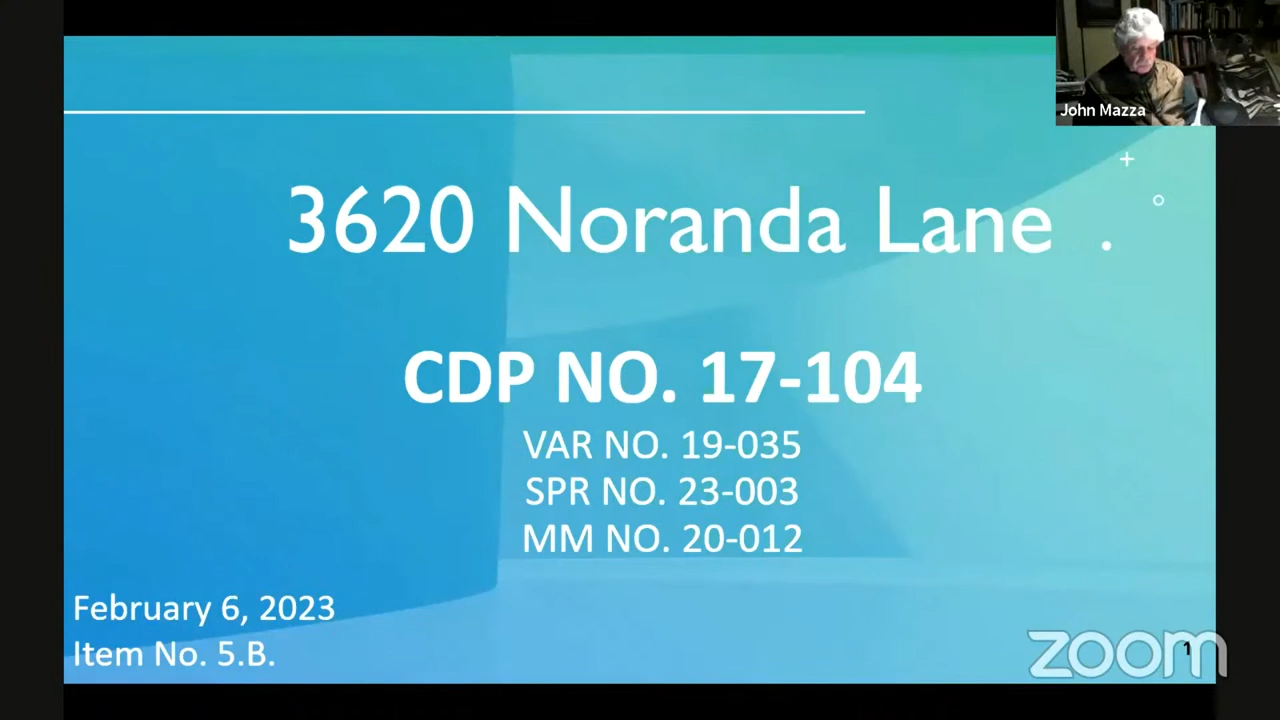 John Mazza
3620 Noranda Lane .
CDP NO. 17-104
VAR NO. 19-035
SPR NO. 23-003
MM NO. 20-012
February 6, 2023
Item No. 5.B.
zoom
1